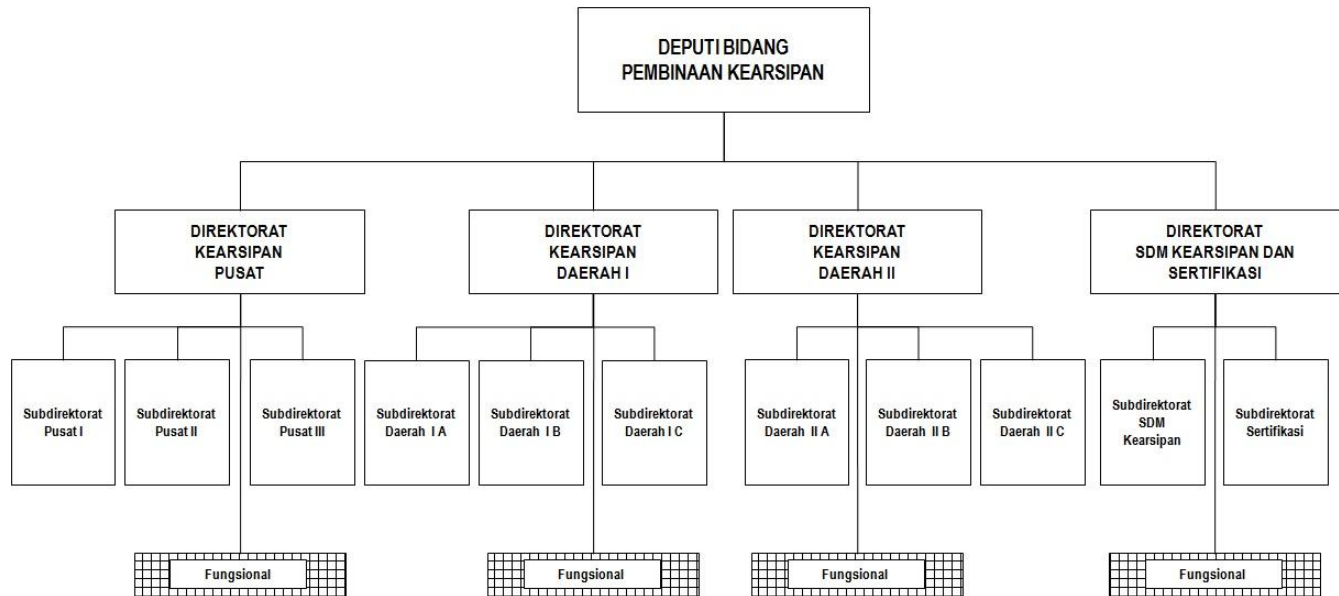 DEPUTI BIDANG
PEMBINAAN KEARSIPAN
DIREKTORAT
KEARSIPAN
PUSAT
DIREKTORAT
KEARSIPAN
DAERAH I
DIREKTORAT
KEARSIPAN
DAERAH II
DIREKTORAT
SDM KEARSIPAN DAN
SERTIFIKASI
Subdirektorat
Pusat I
Subdirektorat
Pusat II
Subdirektorat
Pusat III
Subdirektorat
Daerah I A
Subdirektorat
Daerah I B
Subdirektorat
Daerah I C
Subdirektorat
Daerah II A
Subdirektorat
Daerah II B
Subdirektorat
Daerah II C
Subdirektorat
SDM
Kearsipan
Subdirektorat
Sertifikasi
Fungsional
Fungsional
Fungsional
Fungsional